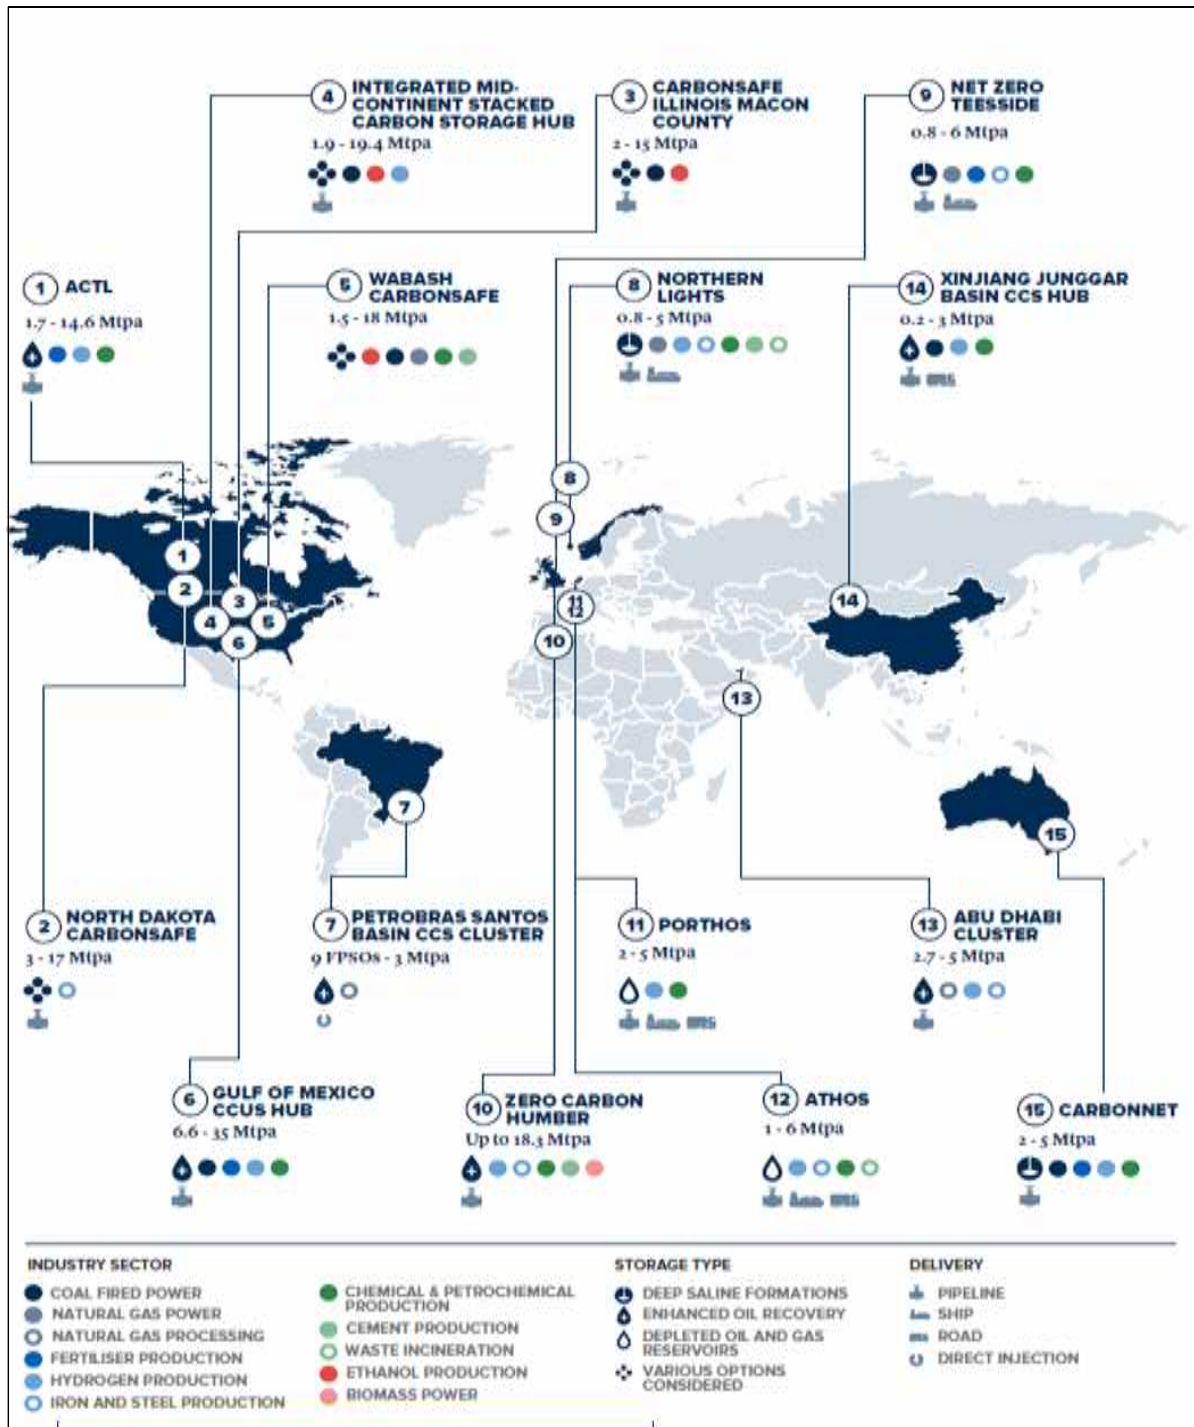 4 INTEGRATED MID-
CONTINENT STACKED
CARBON STORAGE HUB
1.9 - 19.4 Mtpa
3 CARBONSAFE
ILLINOIS MACON
COUNTY
2 - 15 Mtpa
9 NET ZERO
TEESSIDE
0.8 - 6 Mtpa
1 ACTL
1.7 - 14.6 Mtpa
5 WABASH
CARBONSAFE
1.5 - 18 Mtpa
8 NORTHERN
LIGHTS
0.8 - 5 Mtpa
14 XINJIANG JUNGGAR
BASIN CCS HUB
0.2 - 3 Mtpa
8
9
1
2
3
4
5
6
11
12
10
14
13
7
15
2 NORTH DAKOTA
CARBONSAFE
3 - 17 Mtpa
7 PETROBRAS SANTOS
BASIN CCS CLUSTER
9 FPSOs - 3 Mtpa
11 PORTHOS
2 - 5 Mtpa
13 ABU DHABI
CLUSTER
2.7 - 5 Mtpa
6 GULF OF MEXICO
CCUS HUB
6.6 - 35 Mtpa
10 ZERO CARBON
HUMBER
Up to 18.3 Mtpa
12 ATHOS
1 - 6 Mtpa
15 CARBONNET
2 - 5 Mtpa
INDUSTRY SECTOR
COAL FIRED POWER
NATURAL GAS POWER
NATURAL GAS PROCESSING
FERTILISER PRODUCTION
HYDROGEN PRODUCTION
IRON AND STEEL PRODUCTION
CHEMICAL & PETROCHEMICAL
PRODUCTION
CEMENT PRODUCTION
WASTE INCINERATION
ETHANOL PRODUCTION
BIOMASS POWER
STORAGE TYPE
DEEP SALINE FORMATIONS
ENHANCED OIL RECOVERY
DEPLETED OIL AND GAS
RESERVOIRS
VARIOUS OPTIONS
CONSIDERED
DELIVERY
PIPELINE
SHIP
ROAD
DIRECT INJECTION